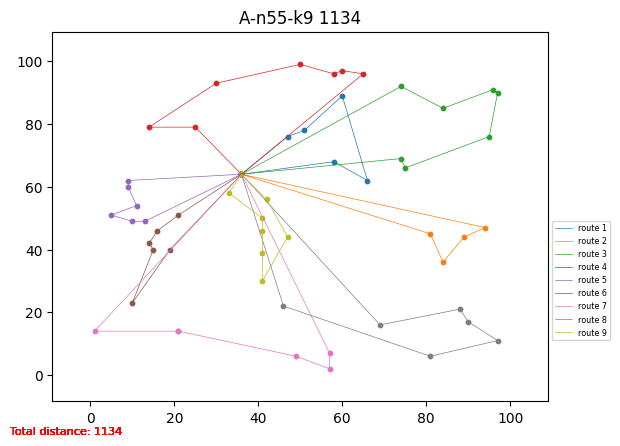 A-n55-k9 1134
100
80
60
40
20
0
0 20 40 60 80 100
route 1
route 2
route 3
route 4
route 5
route 6
route 7
route 8
route 9
Total distance: 1134